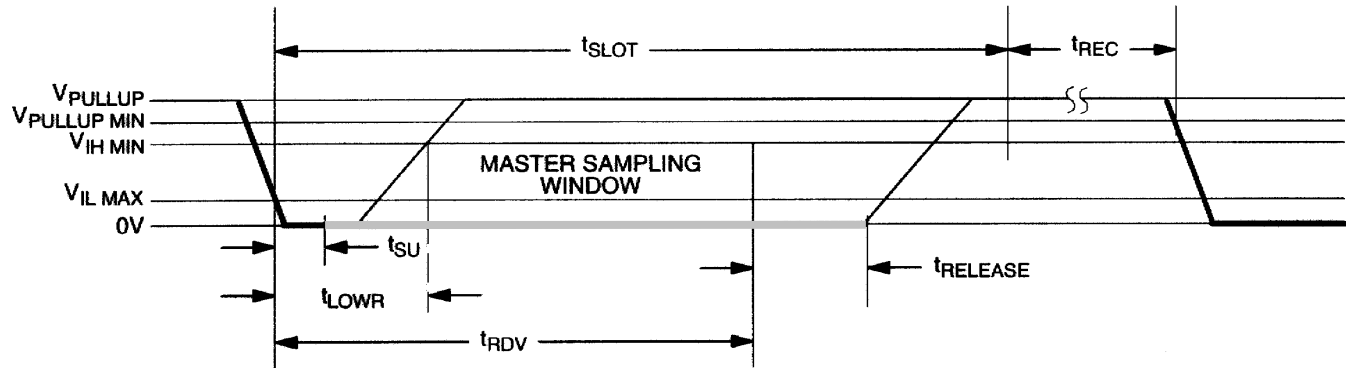 tSLOT
tREC
VPULLUP
VPULLUP MIN
VIH MIN
MASTER SAMPLING
WINDOW
VIL MAX
0V
tSU
tRELEASE
tLOWR
tRDV